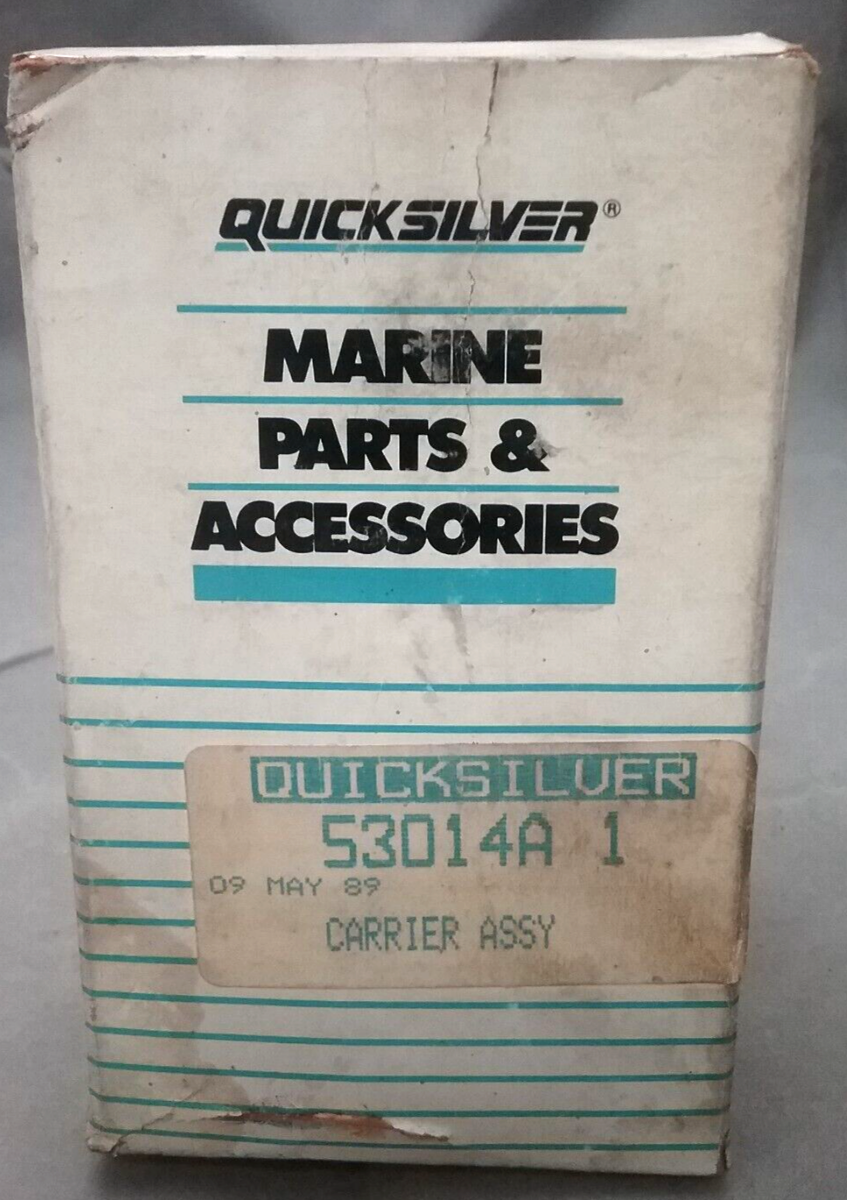 QUICKSILVER®
MARINE
PARTS &
ACCESSORIES
QUICKSILVER
53014A 1
09 MAY 89
CARRIER ASSY